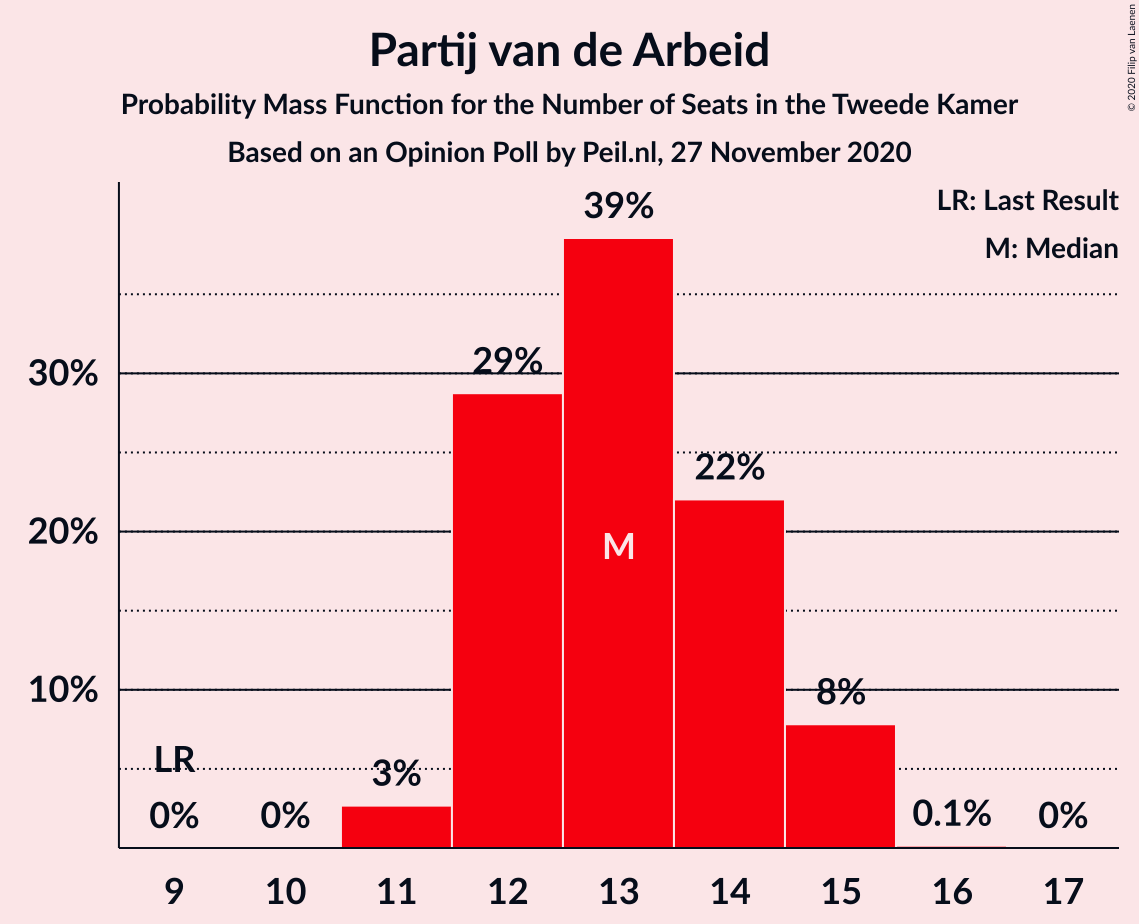 Partij van de Arbeid
Probability Mass Function for the Number of Seats in the Tweede Kamer
Based on an Opinion Poll by Peil.nl, 27 November 2020
© 2020 Filip van Laenen
LR: Last Result
M: Median
39%
29%
30%
22%
20%
M
10%
8%
LR
3%
0%
0%
0.1%
0%
9 10 11 12 13 14 15 16 17